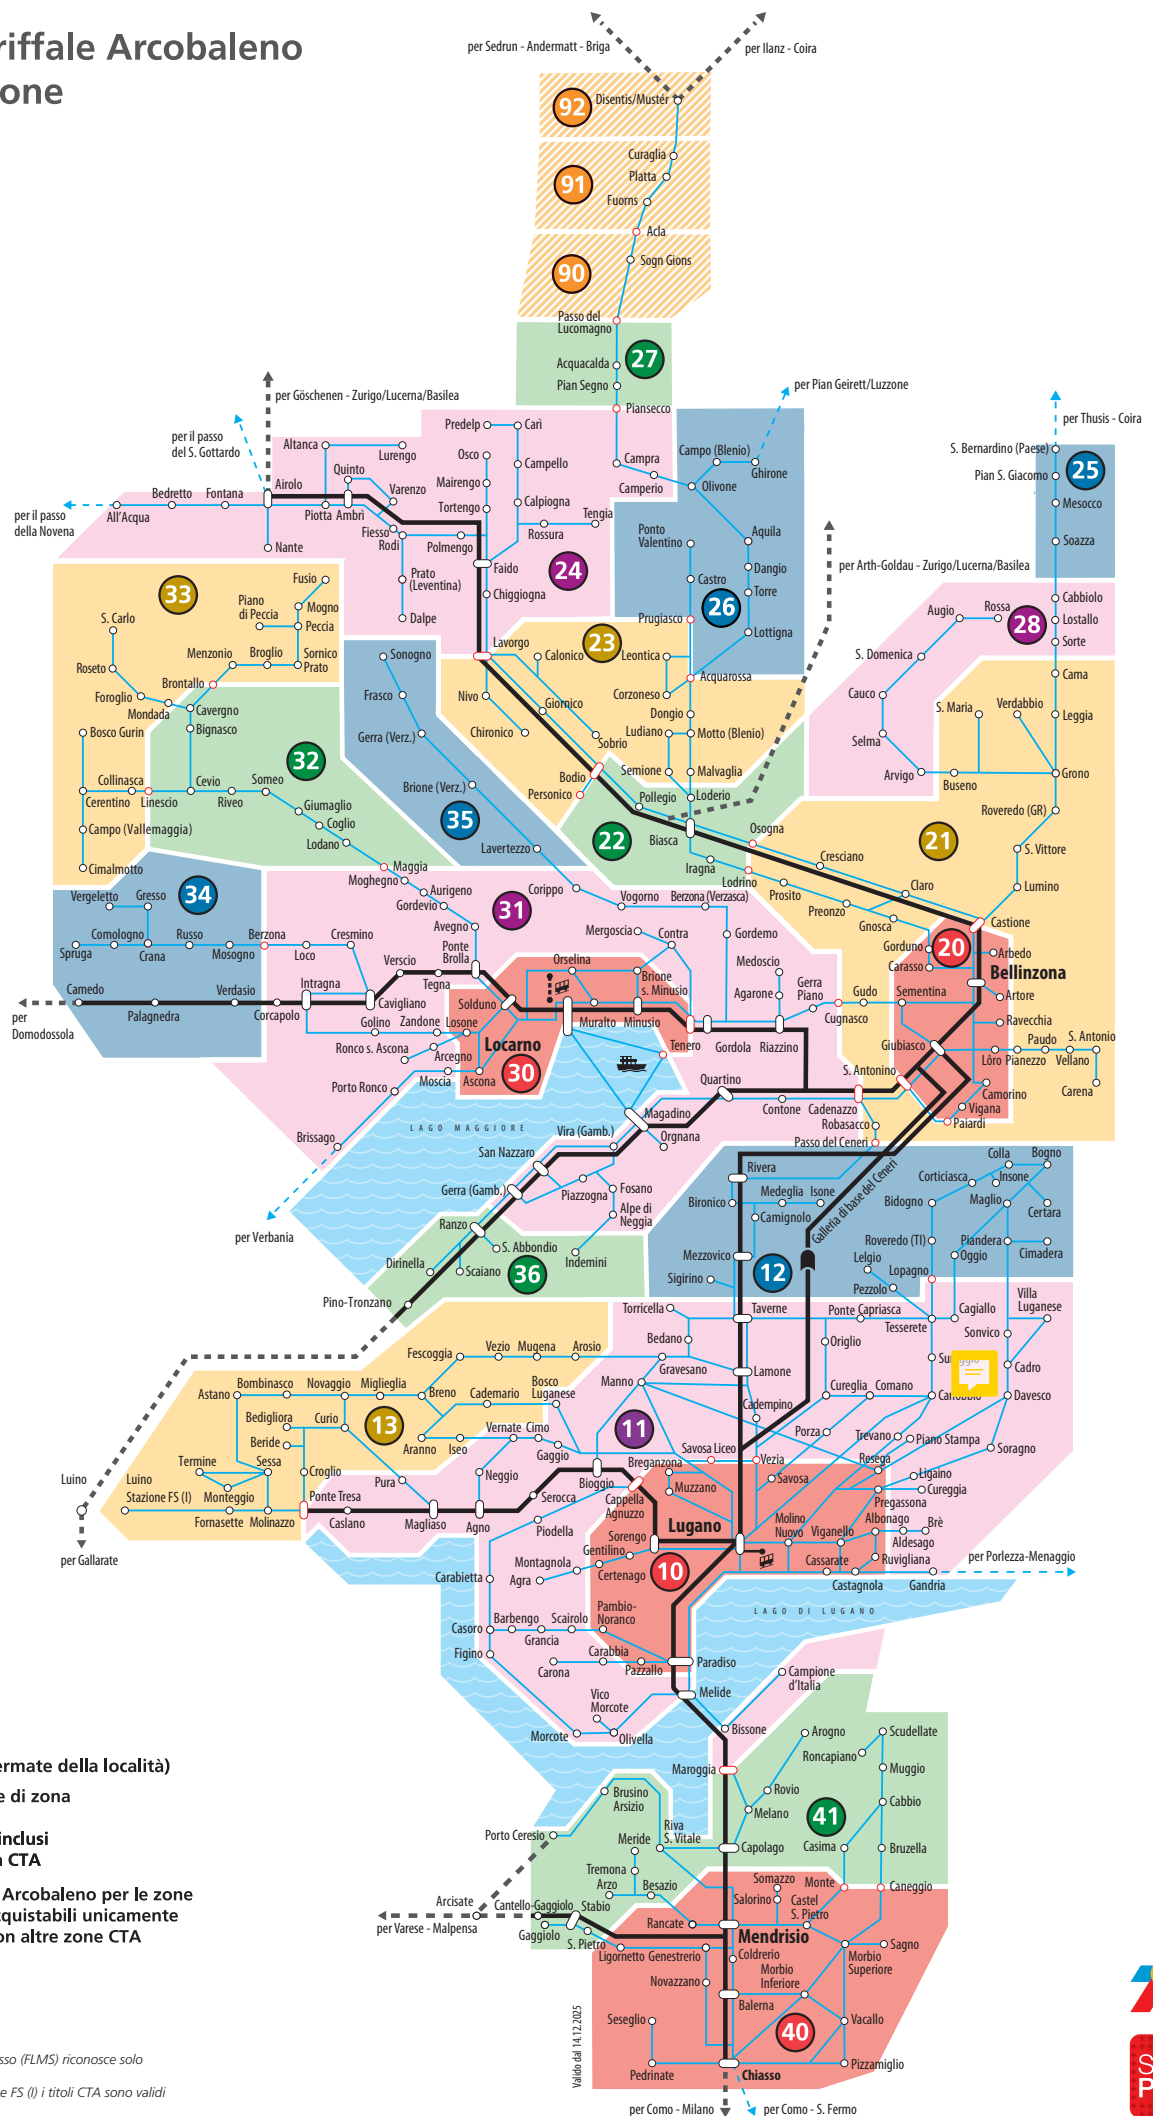 riffale Arcobaleno
one
per Sedrun - Andermatt - Briga
per Ilanz - Coira
92
Disentis/Mustér
Curaglia
91
Platta
Fuorns
Acla
90
Sogn Gions
Passo del
Lucomagno
27
Acquacalda
Pian Segno
Piansecco
per Göschenen - Zurigo/Lucerna/Basilea
per Pian Geirett/Luzzone
per Thusis - Coira
per il passo
del S. Gottardo
per il passo
della Novena
Altanca
Lurengo
Predelp
Carì
Osco
Campello
Campra
Camperio
Campo (Blenio)
Ghirone
Olivone
S. Bernardino (Paese)
Pian S. Giacomo
25
Mesocco
Soazza
Airolo
Quinto
Varenzo
Mairengo
Tortengo
Calpiogna
Bedretto
Fontana
All'Acqua
Piotta
Ambrì
Fiesso
Rodi
Polmengo
Rossura
Tengia
Nante
Faido
24
Prato
(Leventina)
Chiggiogna
Dalpe
Ponto
Valentino
Aquila
Castro
Dangio
Torre
26
Prugiasco
Lottigna
per Arth-Goldau - Zurigo/Lucerna/Basilea
33
Fusio
Piano
di Peccia
Mogno
Peccia
S. Carlo
Menzonio
Broglio
Sornico
Prato
Roseto
Brontallo
Foroglio
Mondada
Cavergno
Bignasco
Bosco Gurin
Collinasca
Cerentino
Linescio
Cevio
Riveo
Someo
32
Giumaglio
Coglio
Lodano
Campo (Vallemaggia)
Cimalmotto
Maggia
Moghegno
Aurigeno
Gordevio
Avegno
Ponte
Brolla
Sonogno
Frasco
Gerra (Verz.)
Brione (Verz.)
35
Lavertezzo
Corippo
Lavorgo
Calonico
23
Leontica
Acquarossa
Corzoneso
Nivo
Giornico
Dongio
Chironico
Sobrio
Ludiano
Motto (Blenio)
Bodio
Semione
Malvaglia
Personico
Pollegio
Loderio
22
Biasca
Iragna
Lodrino
Osogna
Cresciano
Prosito
Claro
Preonzo
Gnosca
Castione
21
Augio
Rossa
28
Cabbiolo
Lostallo
Sorte
S. Domenica
Cama
Cauco
S. Maria
Verdabbio
Leggia
Selma
Arvigo
Buseno
Grono
Roveredo (GR)
S. Vittore
Lumino
34
Vergeletto
Gresso
Comologno
Russo
Berzona
Cresmino
Spruga
Crana
Mosogno
Loco
Camedo
Verdasio
Intragna
Verscio
per
Domodossola
Palagnedra
Corcapolo
Cavigliano
Tegna
31
Vogorno
Berzona (Verzasca)
Mergoscia
Contra
Gordemo
Orselina
Brione
s. Minusio
Medoscio
Agarone
Gerra
Piano
Gudo
Cugnasco
Solduno
Golino
Zandone
Losone
Locarno
30
Muralto
Minusio
Tenero
Gordola
Riazzino
Ronco s. Ascona
Arcegno
Moscia
Ascona
Porto Ronco
Brissago
LAGO MAGGIORE
per Verbania
Quartino
Magadino
Orgnana
Contone
Cadenazzo
Robasacco
Passo del Ceneri
S. Antonino
20
Gorduno
Arbedo
Carasso
Bellinzona
Sementina
Artore
Ravecchia
Giubiasco
Paudo
S. Antonio
Lôro
Pianezzo
Vellano
Camorino
Carena
Vigana
Paiardi
Vira (Gamb.)
San Nazzaro
Gerra (Gamb.)
Piazzogna
Fosano
Alpe di
Neggia
Ranzo
S. Abbondio
Indemini
Dirinella
Scaiano
36
Pino-Tronzano
Rivera
Bironico
Medeglia
Isone
Camignolo
Galleria di base del Ceneri
Mezzovico
12
Sigirino
Corticiasca
Colla
Bogno
Insone
Bidogno
Maglio
Certara
Roveredo (TI)
Piandera
Lelgio
Oggio
Cimadera
Lopagno
Pezzolo
Torricella
Taverne
Ponte Capriasca
Tesserete
Cagiallo
Villa
Luganese
Bedano
Origlio
Sonvico
Gravesano
Lamone
Cadro
Manno
Cureglia
Comano
Davesco
Cadempino
Trevano
Porza
Piano Stampa
Soragno
11
Savosa Liceo
Vezia
Resega
Ligaino
Breganzona
Savosa
Cureggia
Muzzano
Pregassona
Fescoggia
Vezio
Mugena
Arosio
Bombinasco
Novaggio
Miglieglia
Breno
Cademario
Bosco
Luganese
Astano
Bedigliora
Curio
13
Beride
Aranno
Iseo
Vernate
Cimo
Gaggio
Luino
Luino
Stazione FS (I)
Termine
Sessa
Croglio
Pura
Neggio
Monteggio
Ponte Tresa
Serocca
Bioggio
Cappella
Agnuzzo
Fornasette
Molinazzo
Caslano
Magliaso
Agno
Piodella
per Gallarate
Lugano
10
Sorengo
Gentilino
Certenago
Montagnola
Agra
Molino
Nuovo
Viganello
Albonago
Brè
Aldesago
Cassarate
Ruvigliana
Castagnola
Gandria
per Porlezza-Menaggio
LAGO DI LUGANO
Carabietta
Casoro
Barbengo
Scairolo
Pambio-
Noranco
Figino
Grancia
Carabbia
Carona
Pazzallo
Paradiso
Melide
Campione
d'Italia
Vico
Morcote
Bissone
Morcote
Olivella
Maroggia
Arogno
Scudellate
Roncapiano
Muggio
Rovio
Cabbio
Melano
41
Brusino
Arsizio
Riva
S. Vitale
Capolago
Casima
Bruzella
Porto Ceresio
Meride
Tremona
Arzo
Besazio
Somazzo
Monte
Caneggio
Salorino
Castel
S. Pietro
Arcisate
Cantello-Gaggiolo
Stabio
Rancate
per Varese - Malpensa
Gaggiolo
S. Pietro
Mendrisio
Sagno
Ligornetto
Genestrerio
Coldrerio
Morbio
Superiore
Novazzano
Morbio
Inferiore
Balerna
Seseglio
Vacallo
40
Pedrinate
Chiasso
Pizzamiglio
per Como - Milano
per Como - S. Fermo
Valido dal 14.12.2025
ermate della località)
e di zona
inclusi
a CTA
Arcobaleno per le zone
cquistabili unicamente
on altre zone CTA
sso (FLMS) riconosce solo
e FS (I) i titoli CTA sono validi